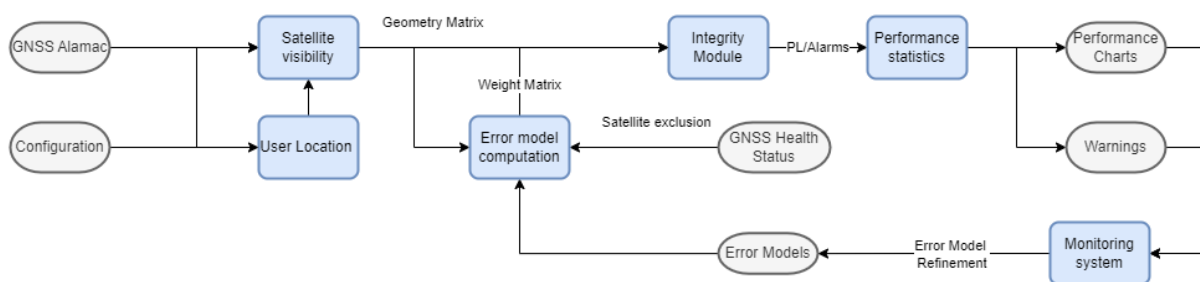 Geometry Matrix
GNSS Alamac
Satellite
visibility
Integrity
Module
PL/Alarms
Performance
statistics
Performance
Charts
Weight Matrix
Configuration
User Location
Error model
computation
Satellite exclusion
GNSS Health
Status
Warnings
Error Models
Error Model
Refinement
Monitoring
system